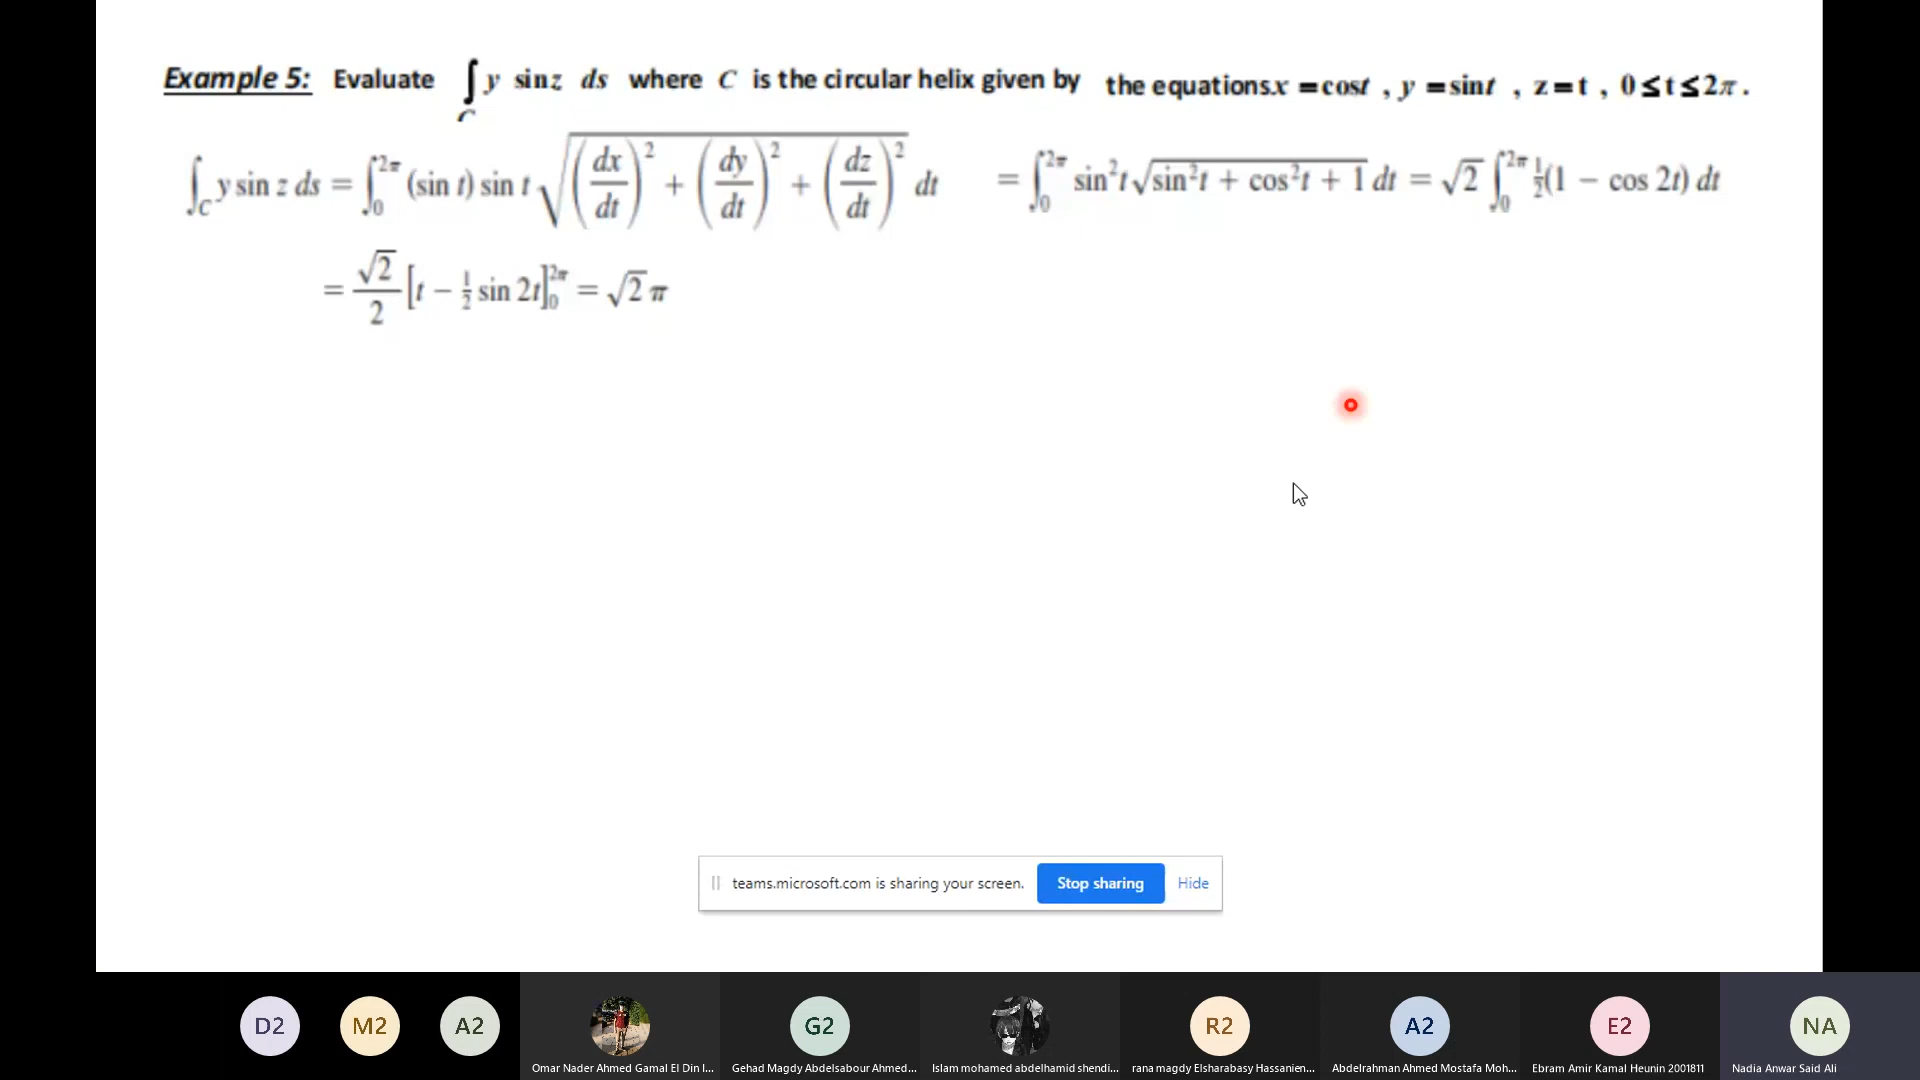 Example 5: Evaluate ∫_C y sinz ds where C is the circular helix given by the equations x = cost , y = sint , z = t , 0 ≤ t ≤ 2π .
∫_C y sin z ds = ∫_0^{2π} (sin t) sin t √((dx/dt)^2 + (dy/dt)^2 + (dz/dt)^2) dt = ∫_0^{2π} sin²t √(sin²t + cos²t + 1) dt = √2 ∫_0^{2π} ½(1 − cos 2t) dt
= √2/2 [t − ½ sin 2t]_0^{2π} = √2 π
teams.microsoft.com is sharing your screen. Stop sharing Hide
D2 M2 A2 G2 R2 A2 E2 NA
Omar Nader Ahmed Gamal El Din I... Gehad Magdy Abdelsabour Ahmed... Islam mohamed abdelhamid shendi... rana magdy Elsharabasy Hassanien... Abdelrahman Ahmed Mostafa Moh... Ebram Amir Kamal Heunin 2001811 Nadia Anwar Said Ali